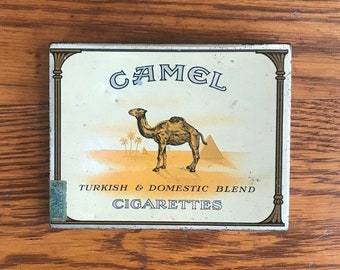 CAMEL
TURKISH & DOMESTIC BLEND
CIGARETTES